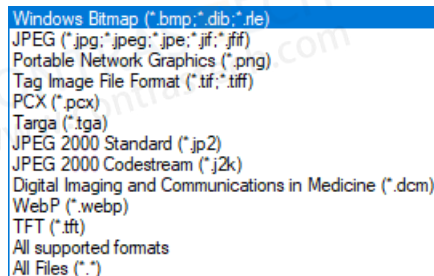 Windows Bitmap (*.bmp;*.dib;*.rle)
JPEG (*.jpg;*.jpeg;*.jpe;*.jif;*.jfif)
Portable Network Graphics (*.png)
Tag Image File Format (*.tif;*.tiff)
PCX (*.pcx)
Targa (*.tga)
JPEG 2000 Standard (*.jp2)
JPEG 2000 Codestream (*.j2k)
Digital Imaging and Communications in Medicine (*.dcm)
WebP (*.webp)
TFT (*.tft)
All supported formats
All Files (*.*)